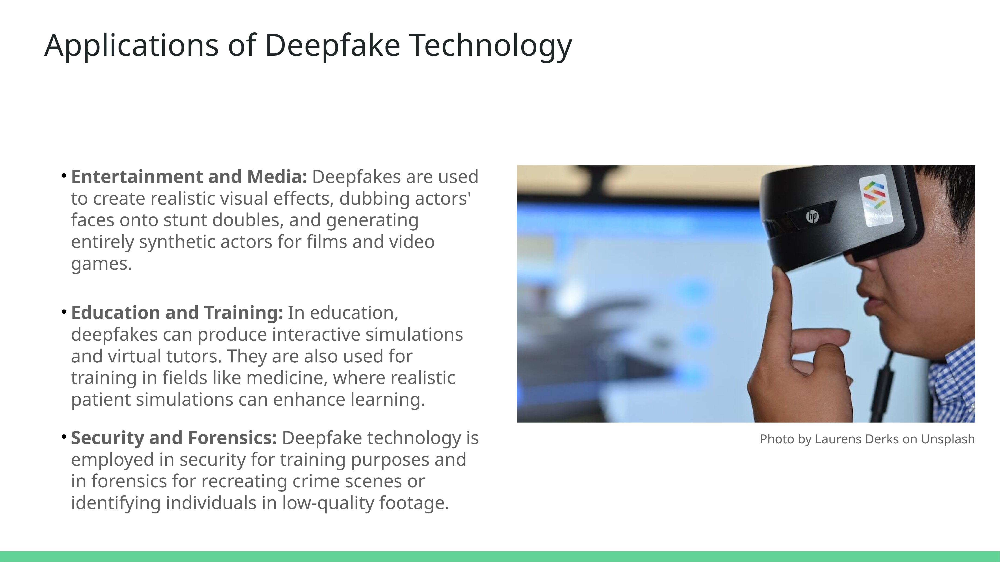 Applications of Deepfake Technology
• Entertainment and Media: Deepfakes are used
to create realistic visual effects, dubbing actors'
faces onto stunt doubles, and generating
entirely synthetic actors for films and video
games.
• Education and Training: In education,
deepfakes can produce interactive simulations
and virtual tutors. They are also used for
training in fields like medicine, where realistic
patient simulations can enhance learning.
• Security and Forensics: Deepfake technology is
employed in security for training purposes and
in forensics for recreating crime scenes or
identifying individuals in low-quality footage.
hp
Photo by Laurens Derks on Unsplash